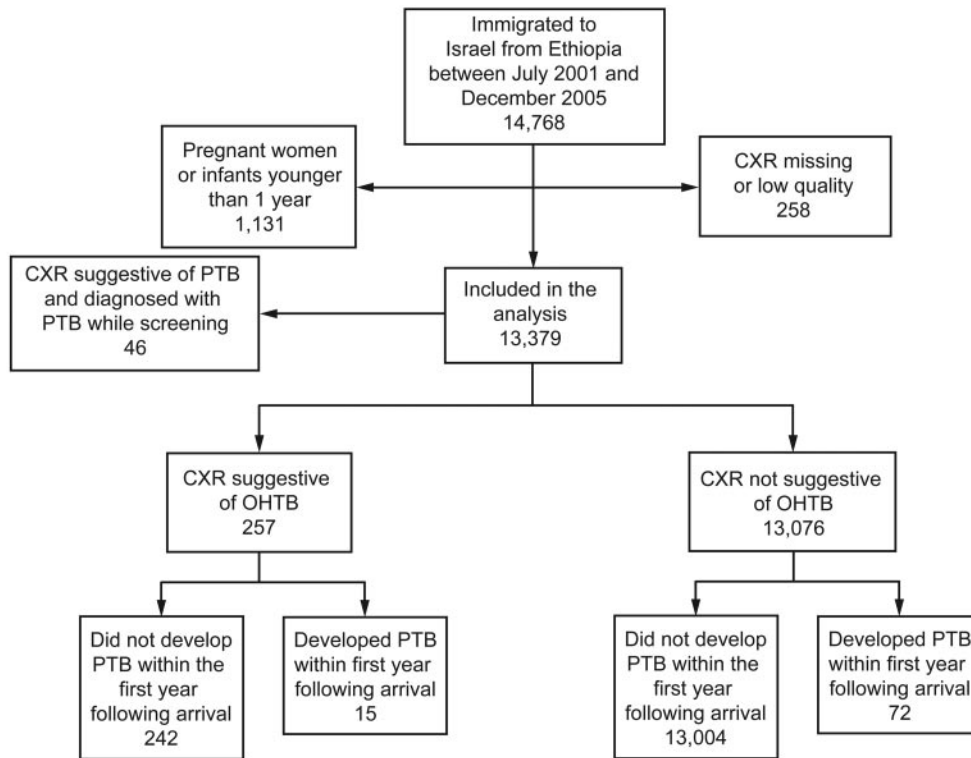 Immigrated to
Israel from Ethiopia
between July 2001 and
December 2005
14,768
Pregnant women
or infants younger
than 1 year
1,131
CXR missing
or low quality
258
CXR suggestive of PTB
and diagnosed with
PTB while screening
46
Included in the
analysis
13,379
CXR suggestive
of OHTB
257
CXR not suggestive
of OHTB
13,076
Did not develop
PTB within the
first year
following arrival
242
Developed PTB
within first year
following arrival
15
Did not develop
PTB within the
first year
following arrival
13,004
Developed PTB
within first year
following arrival
72